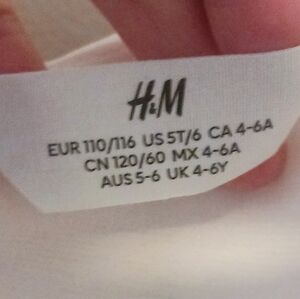 H&M
EUR 110/116 US 5T/6 CA 4-6A
CN 120/60 MX 4-6A
AUS 5-6 UK 4-6Y